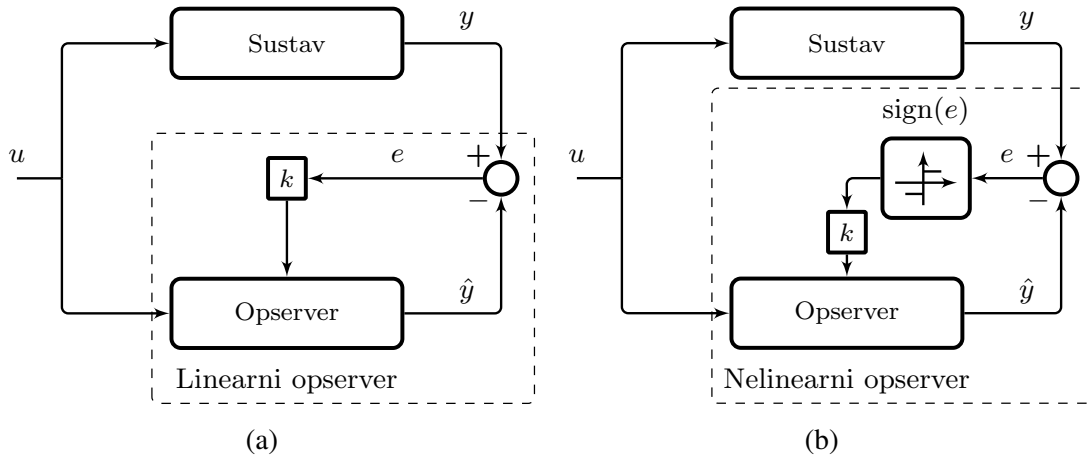 Sustav
y
u
+
e
k
−
Opserver
ŷ
Linearni opserver
(a)
Sustav
y
sign(e)
u
+
e
k
−
Opserver
ŷ
Nelinearni opserver
(b)